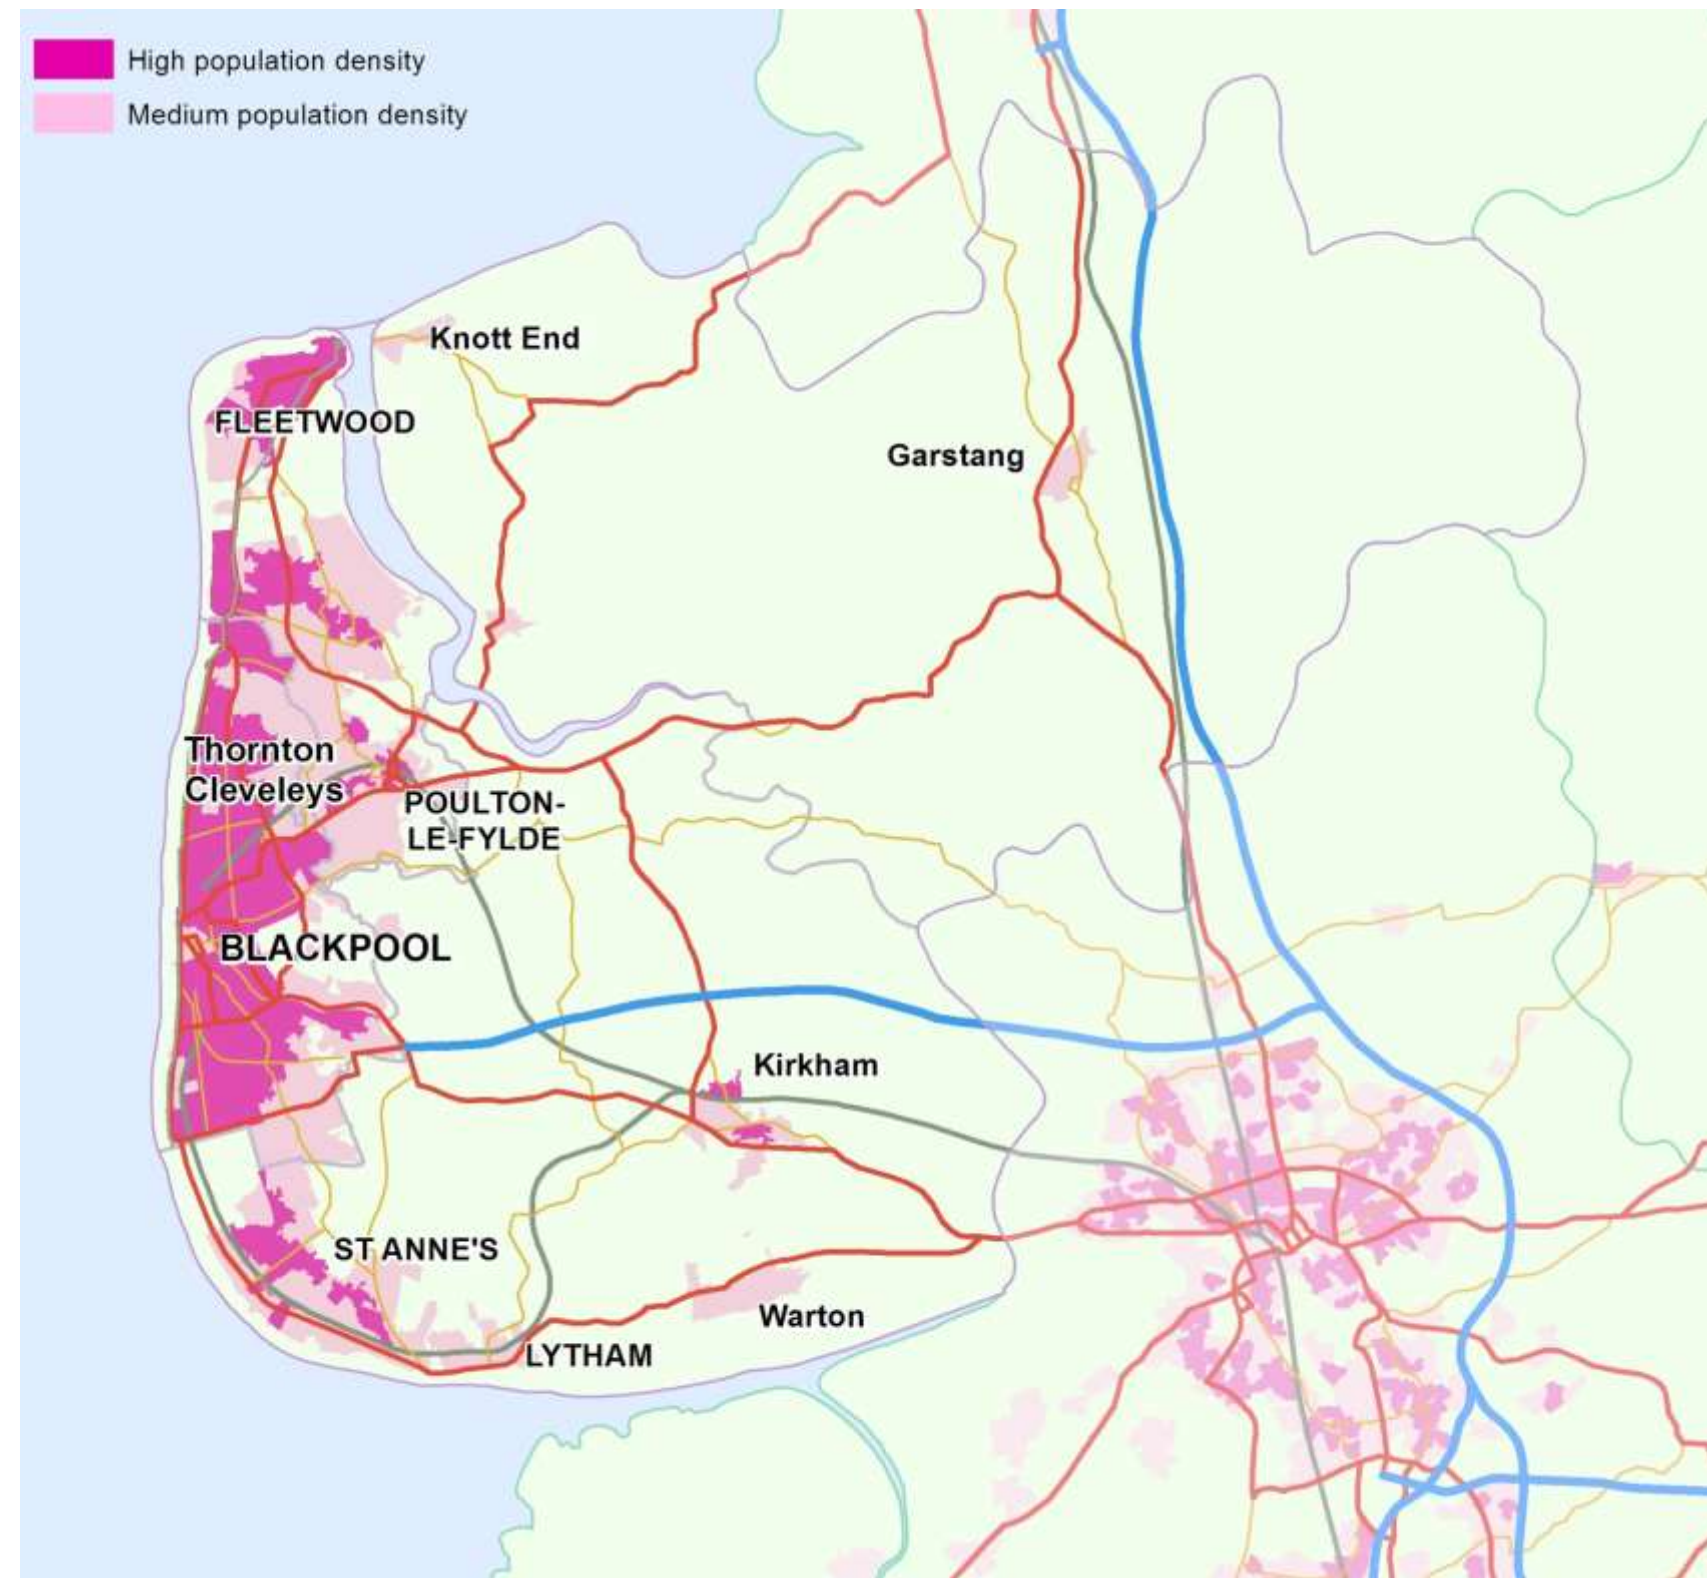 High population density
Medium population density
Knott End
FLEETWOOD
Garstang
Thornton
Cleveleys
POULTON-
LE-FYLDE
BLACKPOOL
Kirkham
ST ANNE'S
Warton
LYTHAM